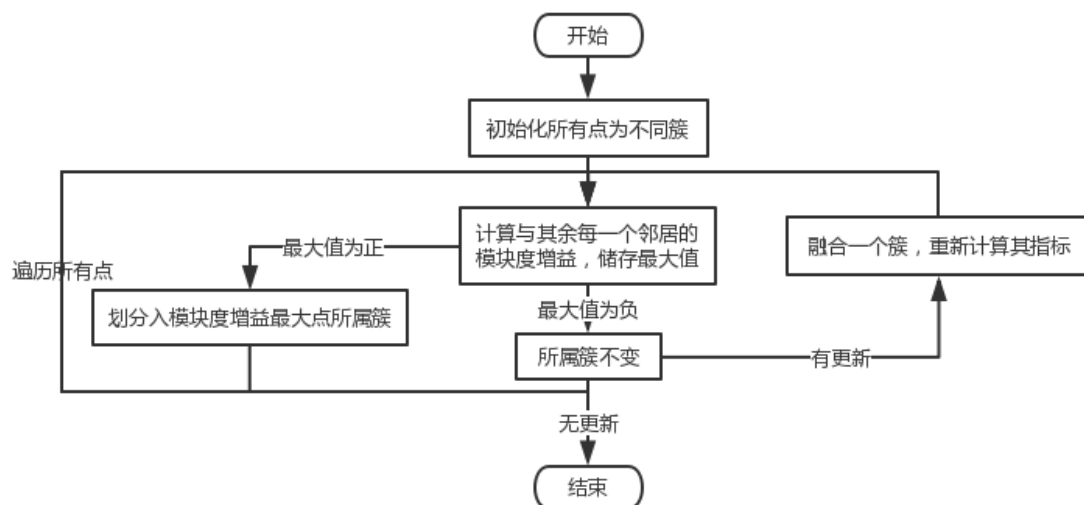 开始
初始化所有点为不同簇
计算与其余每一个邻居的
模块度增益，储存最大值
最大值为正
融合一个簇，重新计算其指标
遍历所有点
划分入模块度增益最大点所属簇
最大值为负
所属簇不变
有更新
无更新
结束